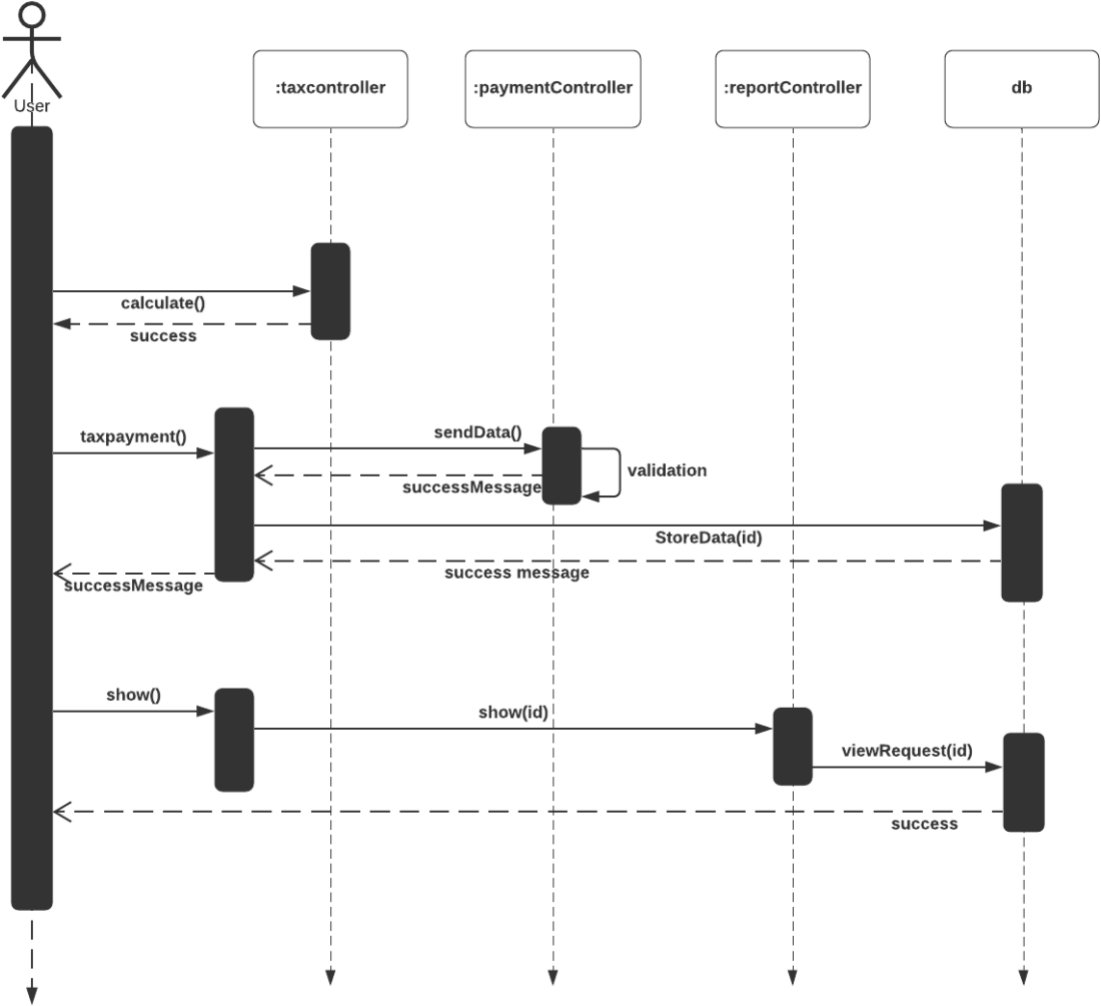 User
:taxcontroller
:paymentController
:reportController
db
calculate()
success
taxpayment()
sendData()
validation
successMessage
StoreData(id)
success message
successMessage
show()
show(id)
viewRequest(id)
success